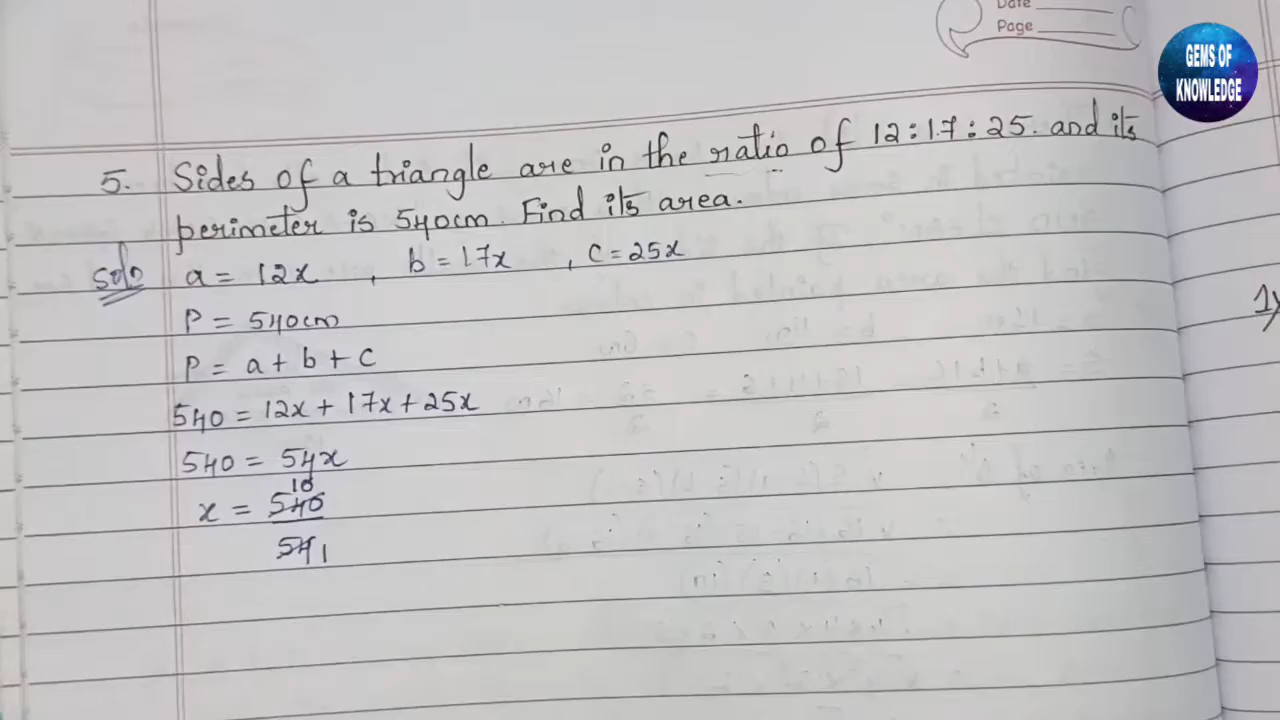 Date
Page
GEMS OF
KNOWLEDGE
5. Sides of a triangle are in the ratio of 12:17:25. and its
perimeter is 540cm. Find its area.
Soln a = 12x , b = 17x , c = 25x
P = 540cm
P = a + b + c
540 = 12x + 17x + 25x
540 = 54x
10
x = 540
54 1
1)